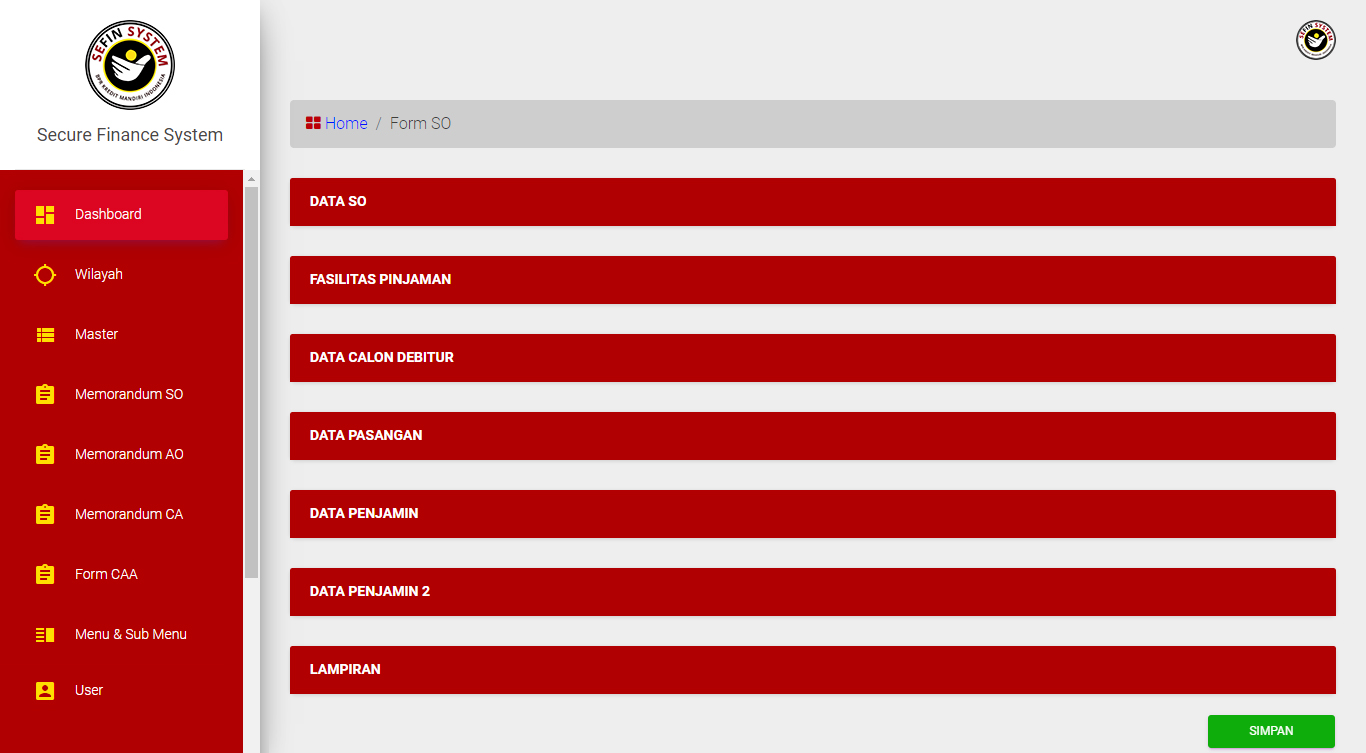 SEFIN SYSTEM
BPR KREDIT MANDIRI INDONESIA
Secure Finance System
Dashboard
Wilayah
Master
Memorandum SO
Memorandum AO
Memorandum CA
Form CAA
Menu & Sub Menu
User
SEFIN SYSTEM
Home / Form SO
DATA SO
FASILITAS PINJAMAN
DATA CALON DEBITUR
DATA PASANGAN
DATA PENJAMIN
DATA PENJAMIN 2
LAMPIRAN
SIMPAN